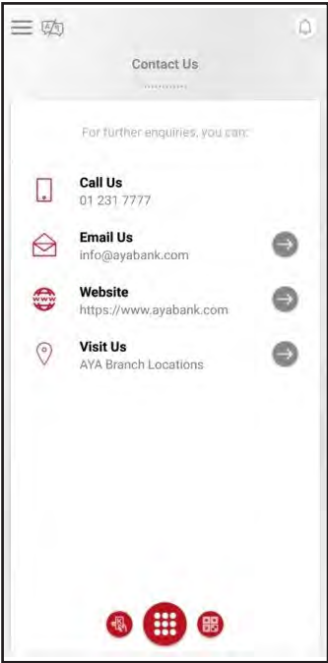 Contact Us
For further enquiries, you can:
Call Us
01 231 7777
Email Us
info@ayabank.com
Website
www
https://www.ayabank.com
Visit Us
AYA Branch Locations